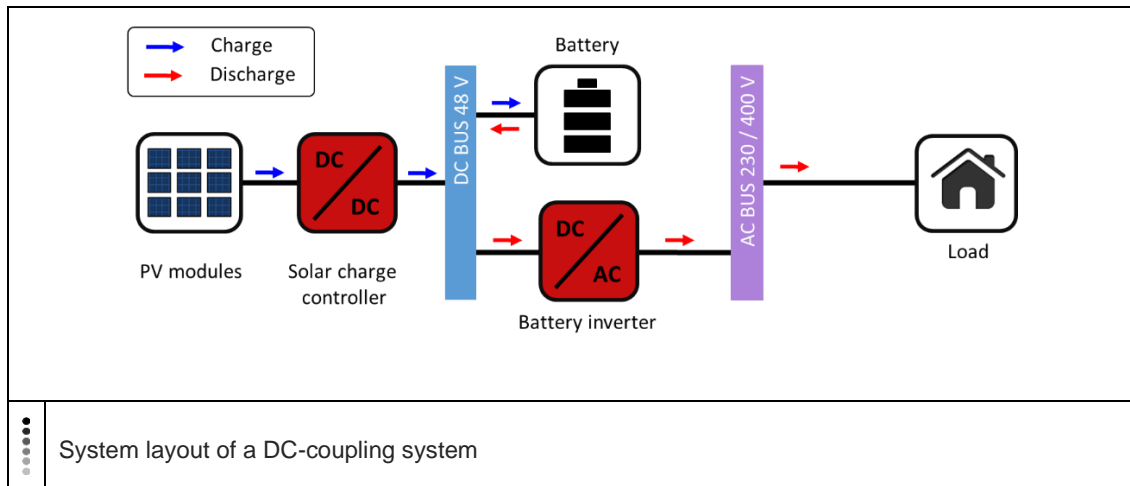 Charge
Discharge
Battery
DC BUS 48 V
AC BUS 230 / 400 V
DC
DC
DC
AC
PV modules
Solar charge
controller
Battery inverter
Load
System layout of a DC-coupling system